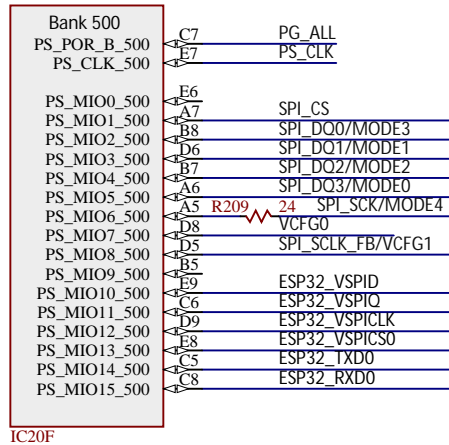 Bank 500
PS_POR_B_500 C7 PG_ALL
PS_CLK_500 E7 PS_CLK
PS_MIO0_500 E6
PS_MIO1_500 A7 SPI_CS
PS_MIO2_500 B8 SPI_DQ0/MODE3
PS_MIO3_500 D6 SPI_DQ1/MODE1
PS_MIO4_500 B7 SPI_DQ2/MODE2
PS_MIO5_500 A6 SPI_DQ3/MODE0
PS_MIO6_500 A5 R209 24 SPI_SCK/MODE4
PS_MIO7_500 D8 VCFG0
PS_MIO8_500 D5 SPI_SCLK_FB/VCFG1
PS_MIO9_500 B5
PS_MIO10_500 E9 ESP32_VSPID
PS_MIO11_500 C6 ESP32_VSPIQ
PS_MIO12_500 D9 ESP32_VSPICLK
PS_MIO13_500 E8 ESP32_VSPICS0
PS_MIO14_500 C5 ESP32_TXD0
PS_MIO15_500 C8 ESP32_RXD0
IC20F